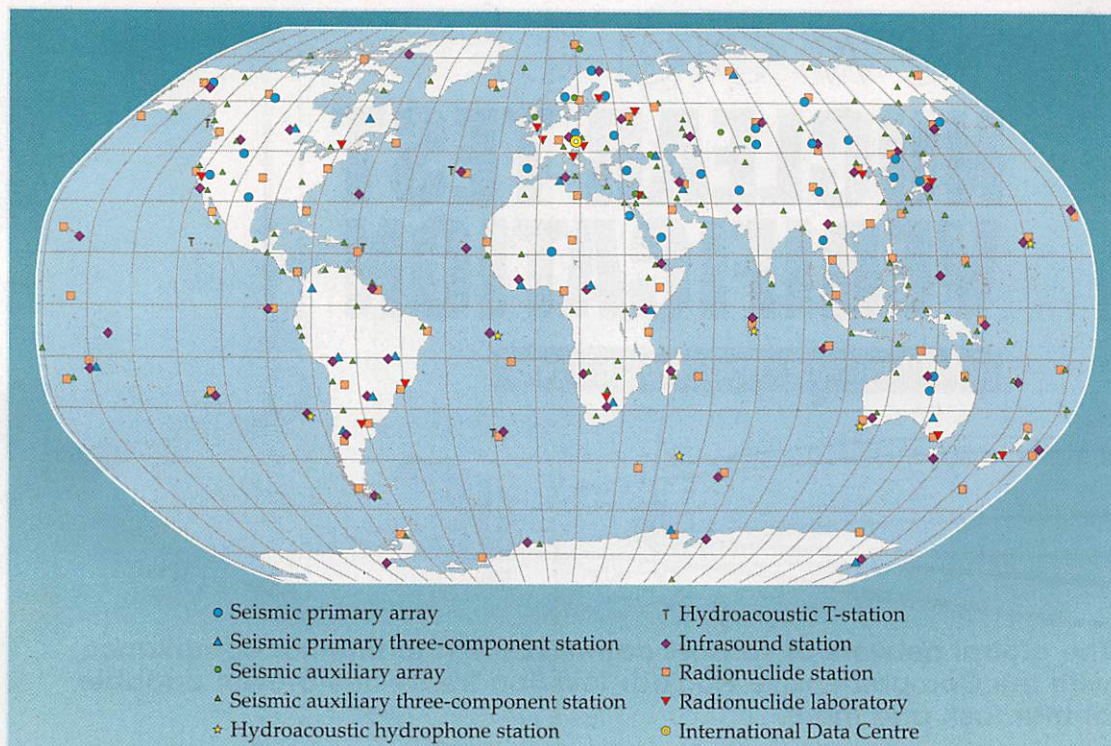 Seismic primary array
Seismic primary three-component station
Seismic auxiliary array
Seismic auxiliary three-component station
Hydroacoustic hydrophone station
T Hydroacoustic T-station
Infrasound station
Radionuclide station
Radionuclide laboratory
International Data Centre